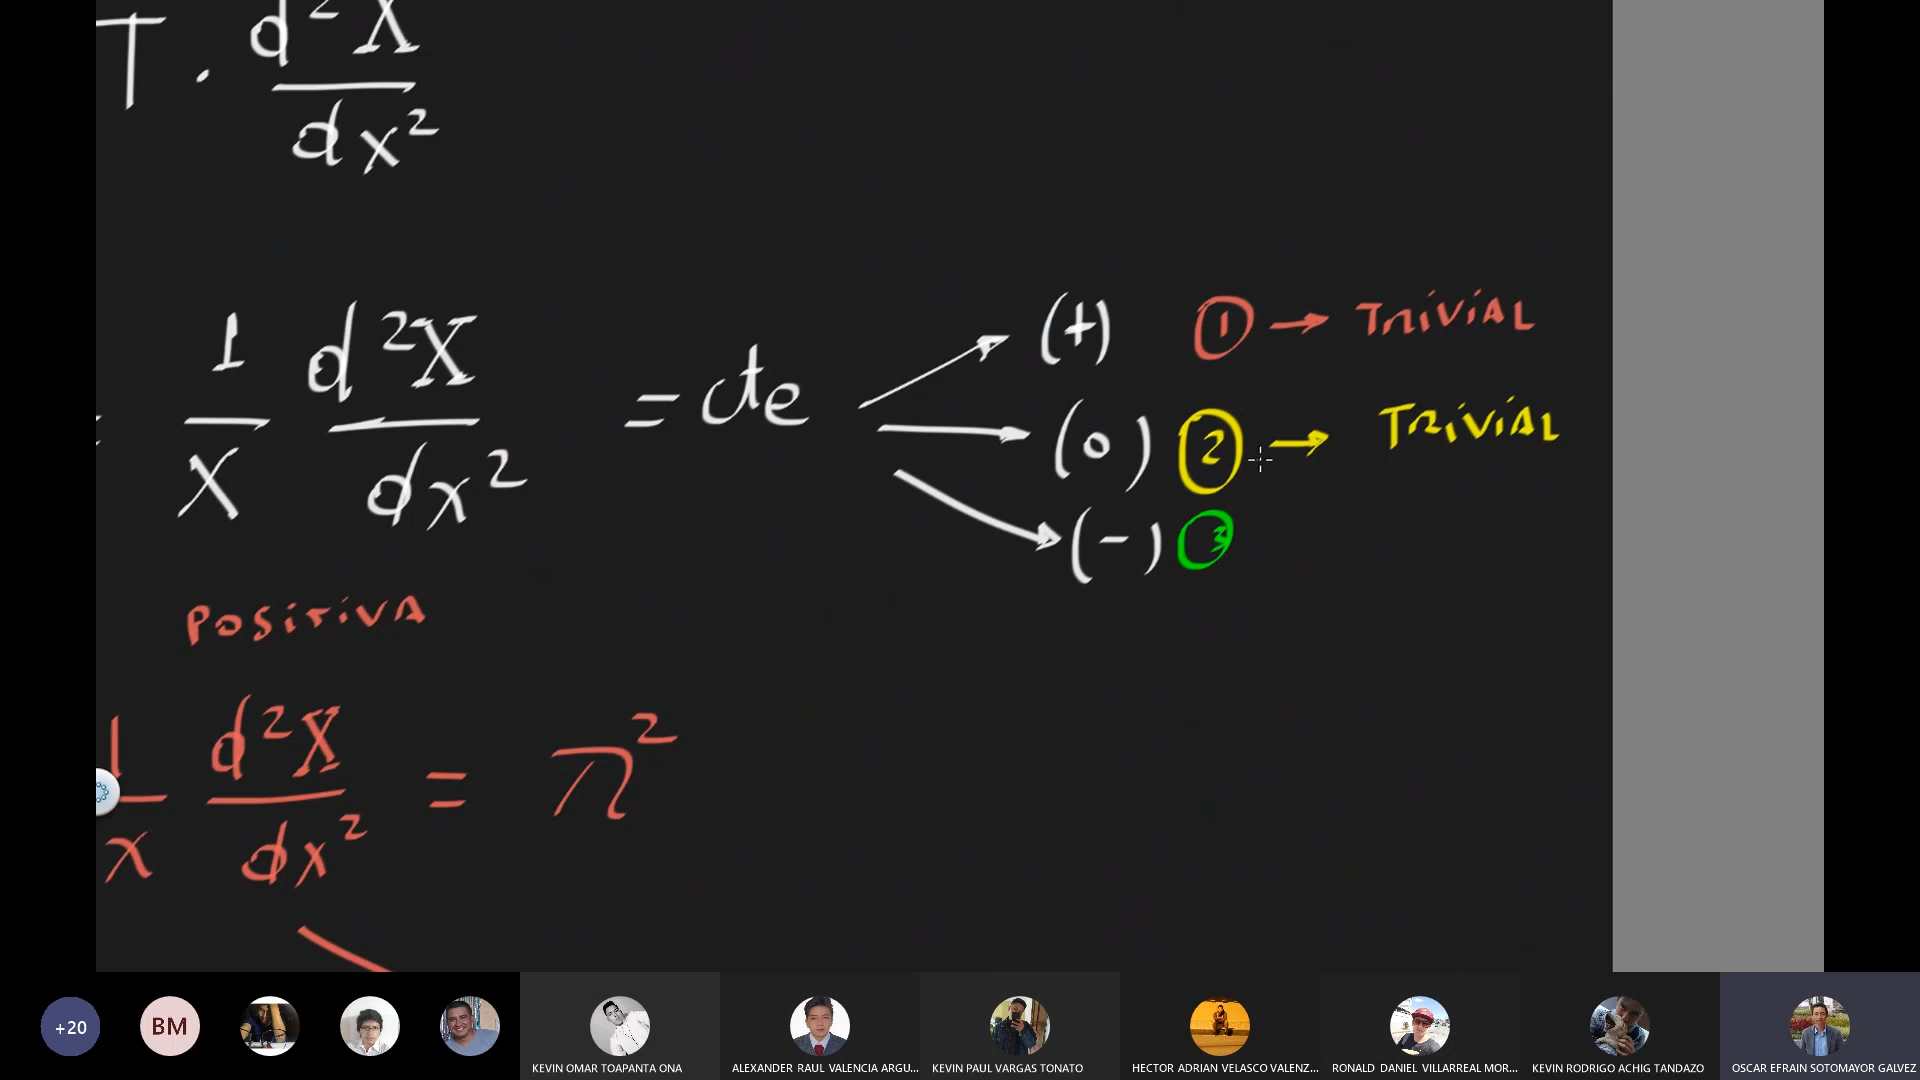 T . d²X
dx²
= 1/X d²X/dx² = cte
(+) ① → TRIVIAL
(0) ② → TRIVIAL
(-) ③
POSITIVA
1/x d²X/dx² = π²
+20
BM
KEVIN OMAR TOAPANTA ONA
ALEXANDER RAUL VALENCIA ARGU...
KEVIN PAUL VARGAS TONATO
HECTOR ADRIAN VELASCO VALENZ...
RONALD DANIEL VILLARREAL MOR...
KEVIN RODRIGO ACHIG TANDAZO
OSCAR EFRAIN SOTOMAYOR GALVEZ